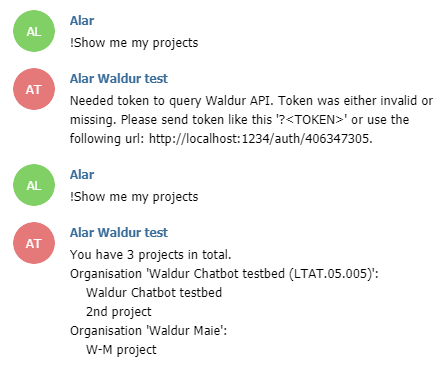 AL
Alar
!Show me my projects
AT
Alar Waldur test
Needed token to query Waldur API. Token was either invalid or
missing. Please send token like this '?<TOKEN>' or use the
following url: http://localhost:1234/auth/406347305.
AL
Alar
!Show me my projects
AT
Alar Waldur test
You have 3 projects in total.
Organisation 'Waldur Chatbot testbed (LTAT.05.005)':
Waldur Chatbot testbed
2nd project
Organisation 'Waldur Maie':
W-M project